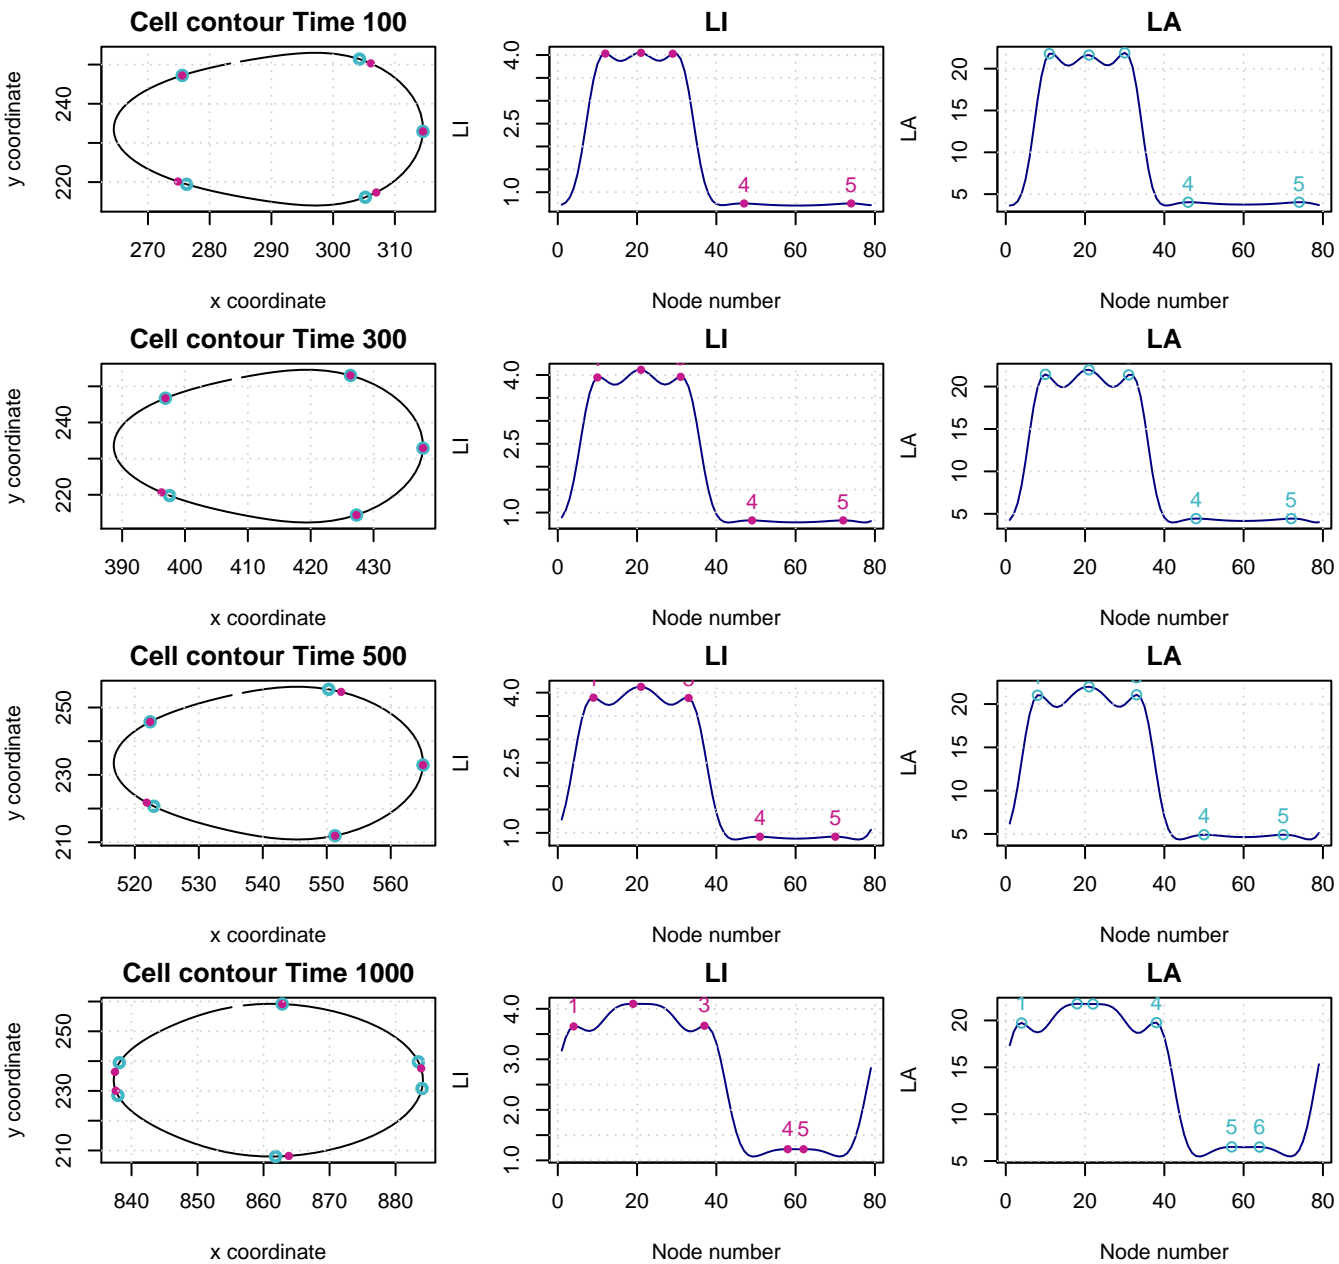 Cell contour Time 100
y coordinate
220 240
270 280 290 300 310
x coordinate
LI
LI
1.0 2.5 4.0
4 5
0 20 40 60 80
Node number
LA
LA
5 10 15 20
4 5
0 20 40 60 80
Node number
Cell contour Time 300
y coordinate
220 240
390 400 410 420 430
x coordinate
LI
LI
1.0 2.5 4.0
4 5
0 20 40 60 80
Node number
LA
LA
5 10 15 20
4 5
0 20 40 60 80
Node number
Cell contour Time 500
y coordinate
210 230 250
520 530 540 550 560
x coordinate
LI
LI
1.0 2.5 4.0
4 5
0 20 40 60 80
Node number
LA
LA
5 10 15 20
4 5
0 20 40 60 80
Node number
Cell contour Time 1000
y coordinate
210 230 250
840 850 860 870 880
x coordinate
LI
LI
1.0 2.0 3.0 4.0
1 3
4 5
0 20 40 60 80
Node number
LA
LA
5 10 15 20
1 4
5 6
0 20 40 60 80
Node number